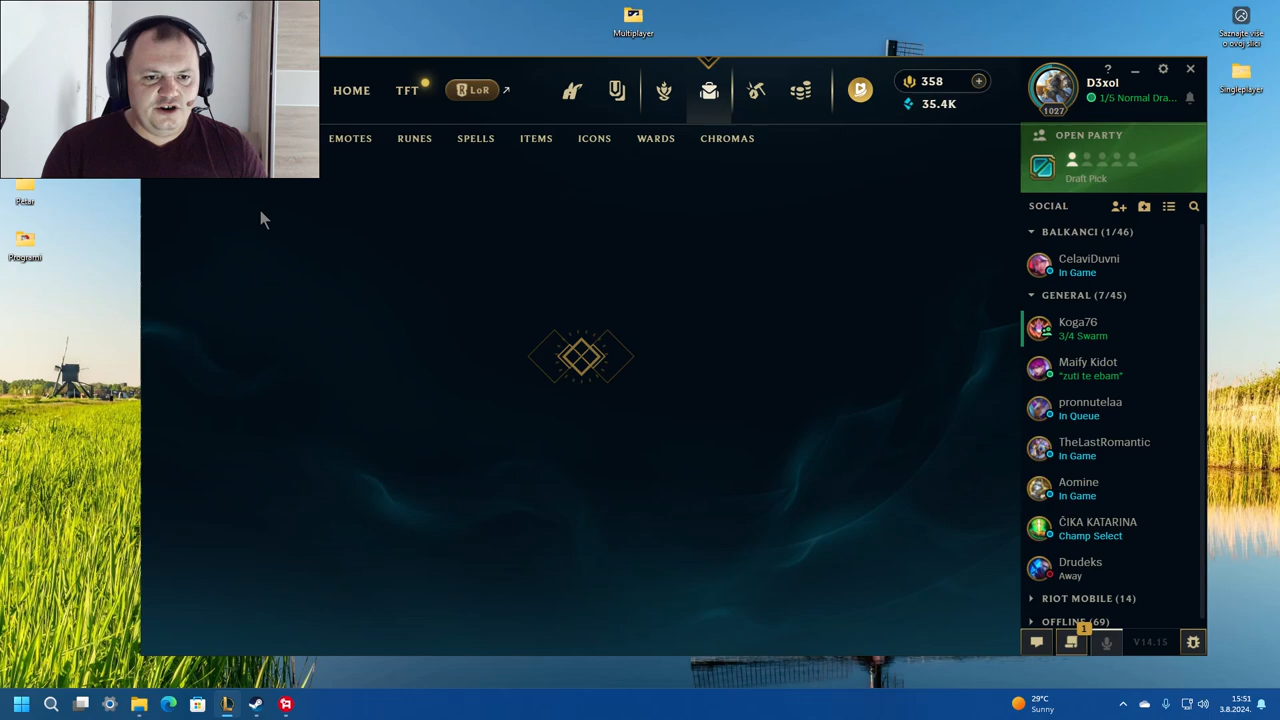 Multiplayer
Saznajte više
o ovoj slici
Singleplayer
Petar
Programi
HOME
TFT
LoR
358
35.4K
?
D3xol
1/5 Normal Dra...
1027
EMOTES
RUNES
SPELLS
ITEMS
ICONS
WARDS
CHROMAS
OPEN PARTY
Draft Pick
SOCIAL
BALKANCI (1/46)
CelaviDuvni
In Game
GENERAL (7/45)
Koga76
3/4 Swarm
Maify Kidot
"zuti te ebam"
pronnutelaa
In Queue
TheLastRomantic
In Game
Aomine
In Game
ČIKA KATARINA
Champ Select
Drudeks
Away
RIOT MOBILE (14)
OFFLINE (69)
1
V14.15
29°C
Sunny
15:51
3.8.2024.